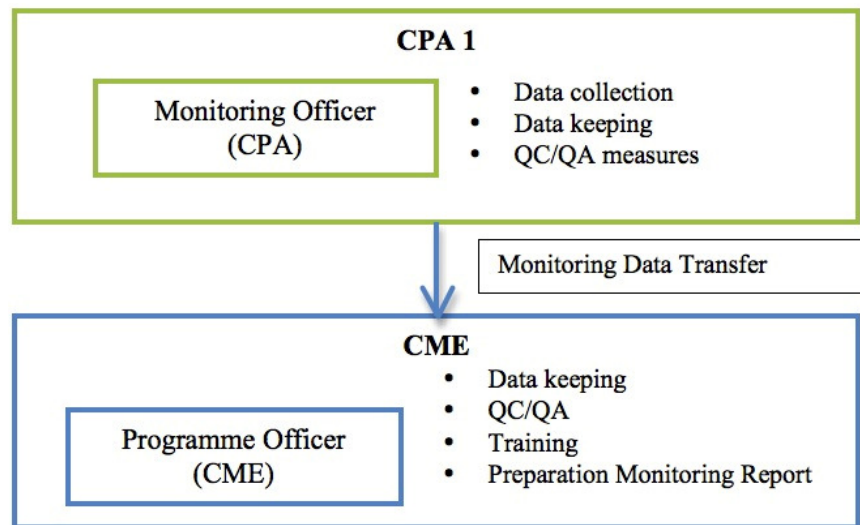 CPA 1
Monitoring Officer
(CPA)
• Data collection
• Data keeping
• QC/QA measures
Monitoring Data Transfer
CME
• Data keeping
• QC/QA
• Training
• Preparation Monitoring Report
Programme Officer
(CME)